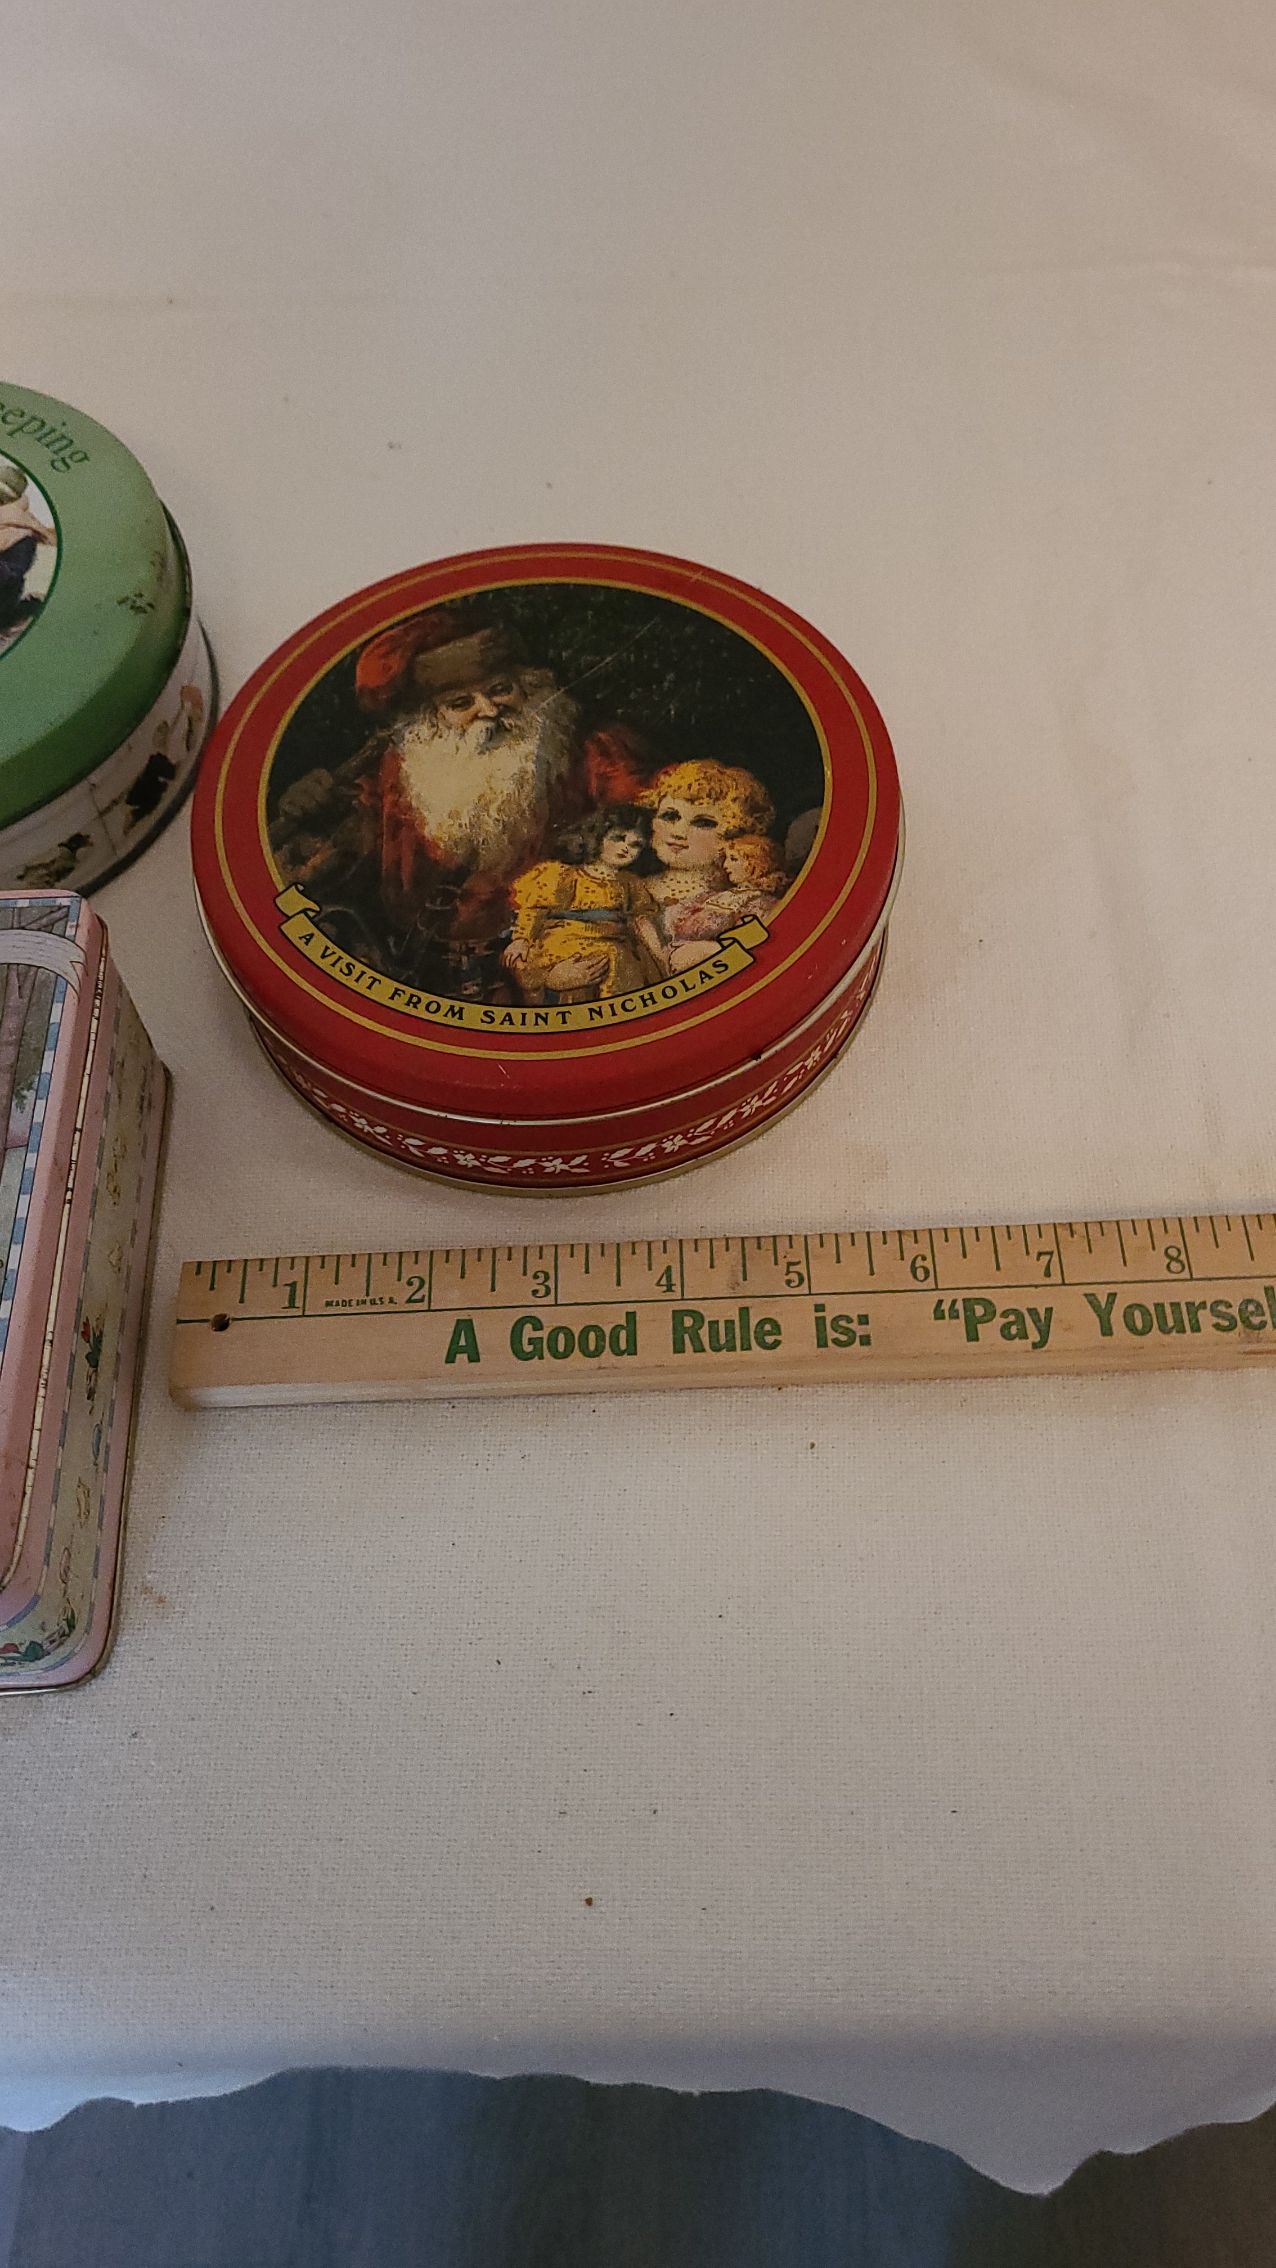 eeping
A VISIT FROM SAINT NICHOLAS
1 2 3 4 5 6 7 8
MADE IN U.S.A.
A Good Rule is: "Pay Yoursel